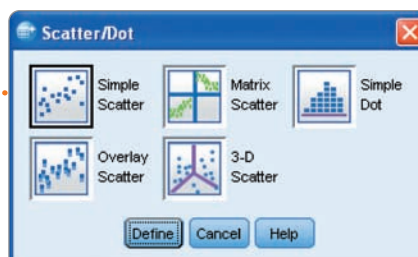 Scatter/Dot
Simple
Scatter
Matrix
Scatter
Simple
Dot
Overlay
Scatter
3-D
Scatter
Define
Cancel
Help